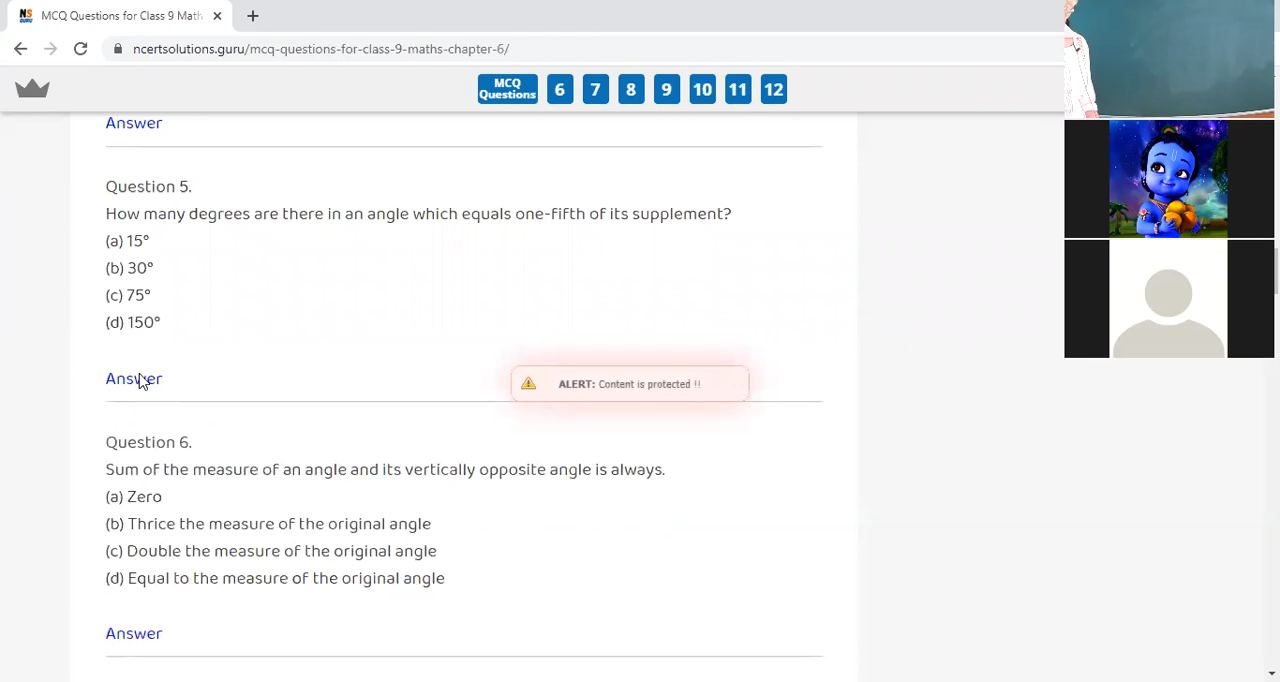 NS
GURU
MCQ Questions for Class 9 Math
ncertsolutions.guru/mcq-questions-for-class-9-maths-chapter-6/
MCQ
Questions
6
7
8
9
10
11
12
Answer
Question 5.
How many degrees are there in an angle which equals one-fifth of its supplement?
(a) 15°
(b) 30°
(c) 75°
(d) 150°
Answer
ALERT: Content is protected !!
Question 6.
Sum of the measure of an angle and its vertically opposite angle is always.
(a) Zero
(b) Thrice the measure of the original angle
(c) Double the measure of the original angle
(d) Equal to the measure of the original angle
Answer